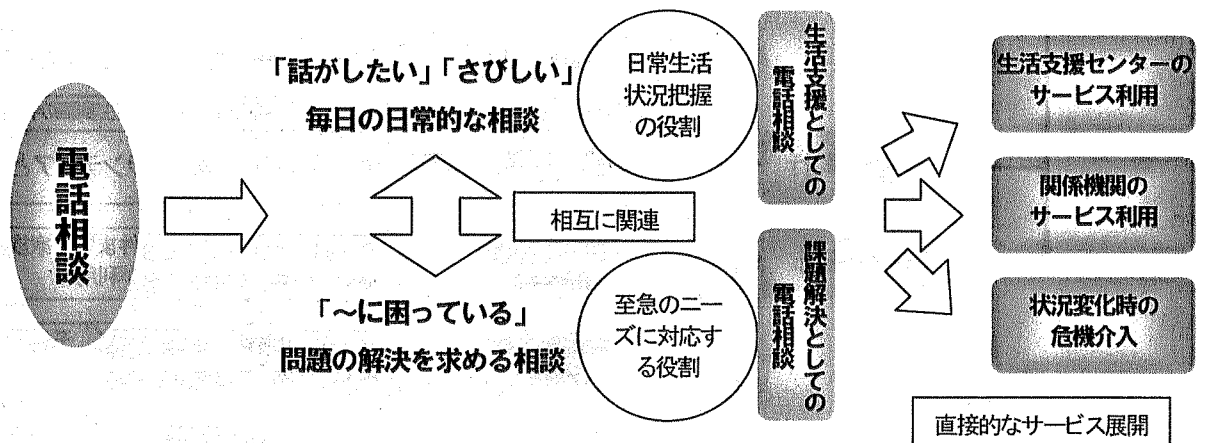 電話相談
「話がしたい」「さびしい」
毎日の日常的な相談
日常生活
状況把握
の役割
生活支援としての
電話相談
相互に関連
「～に困っている」
問題の解決を求める相談
至急のニー
ズに対応す
る役割
課題解決としての
電話相談
生活支援センターの
サービス利用
関係機関の
サービス利用
状況変化時の
危機介入
直接的なサービス展開